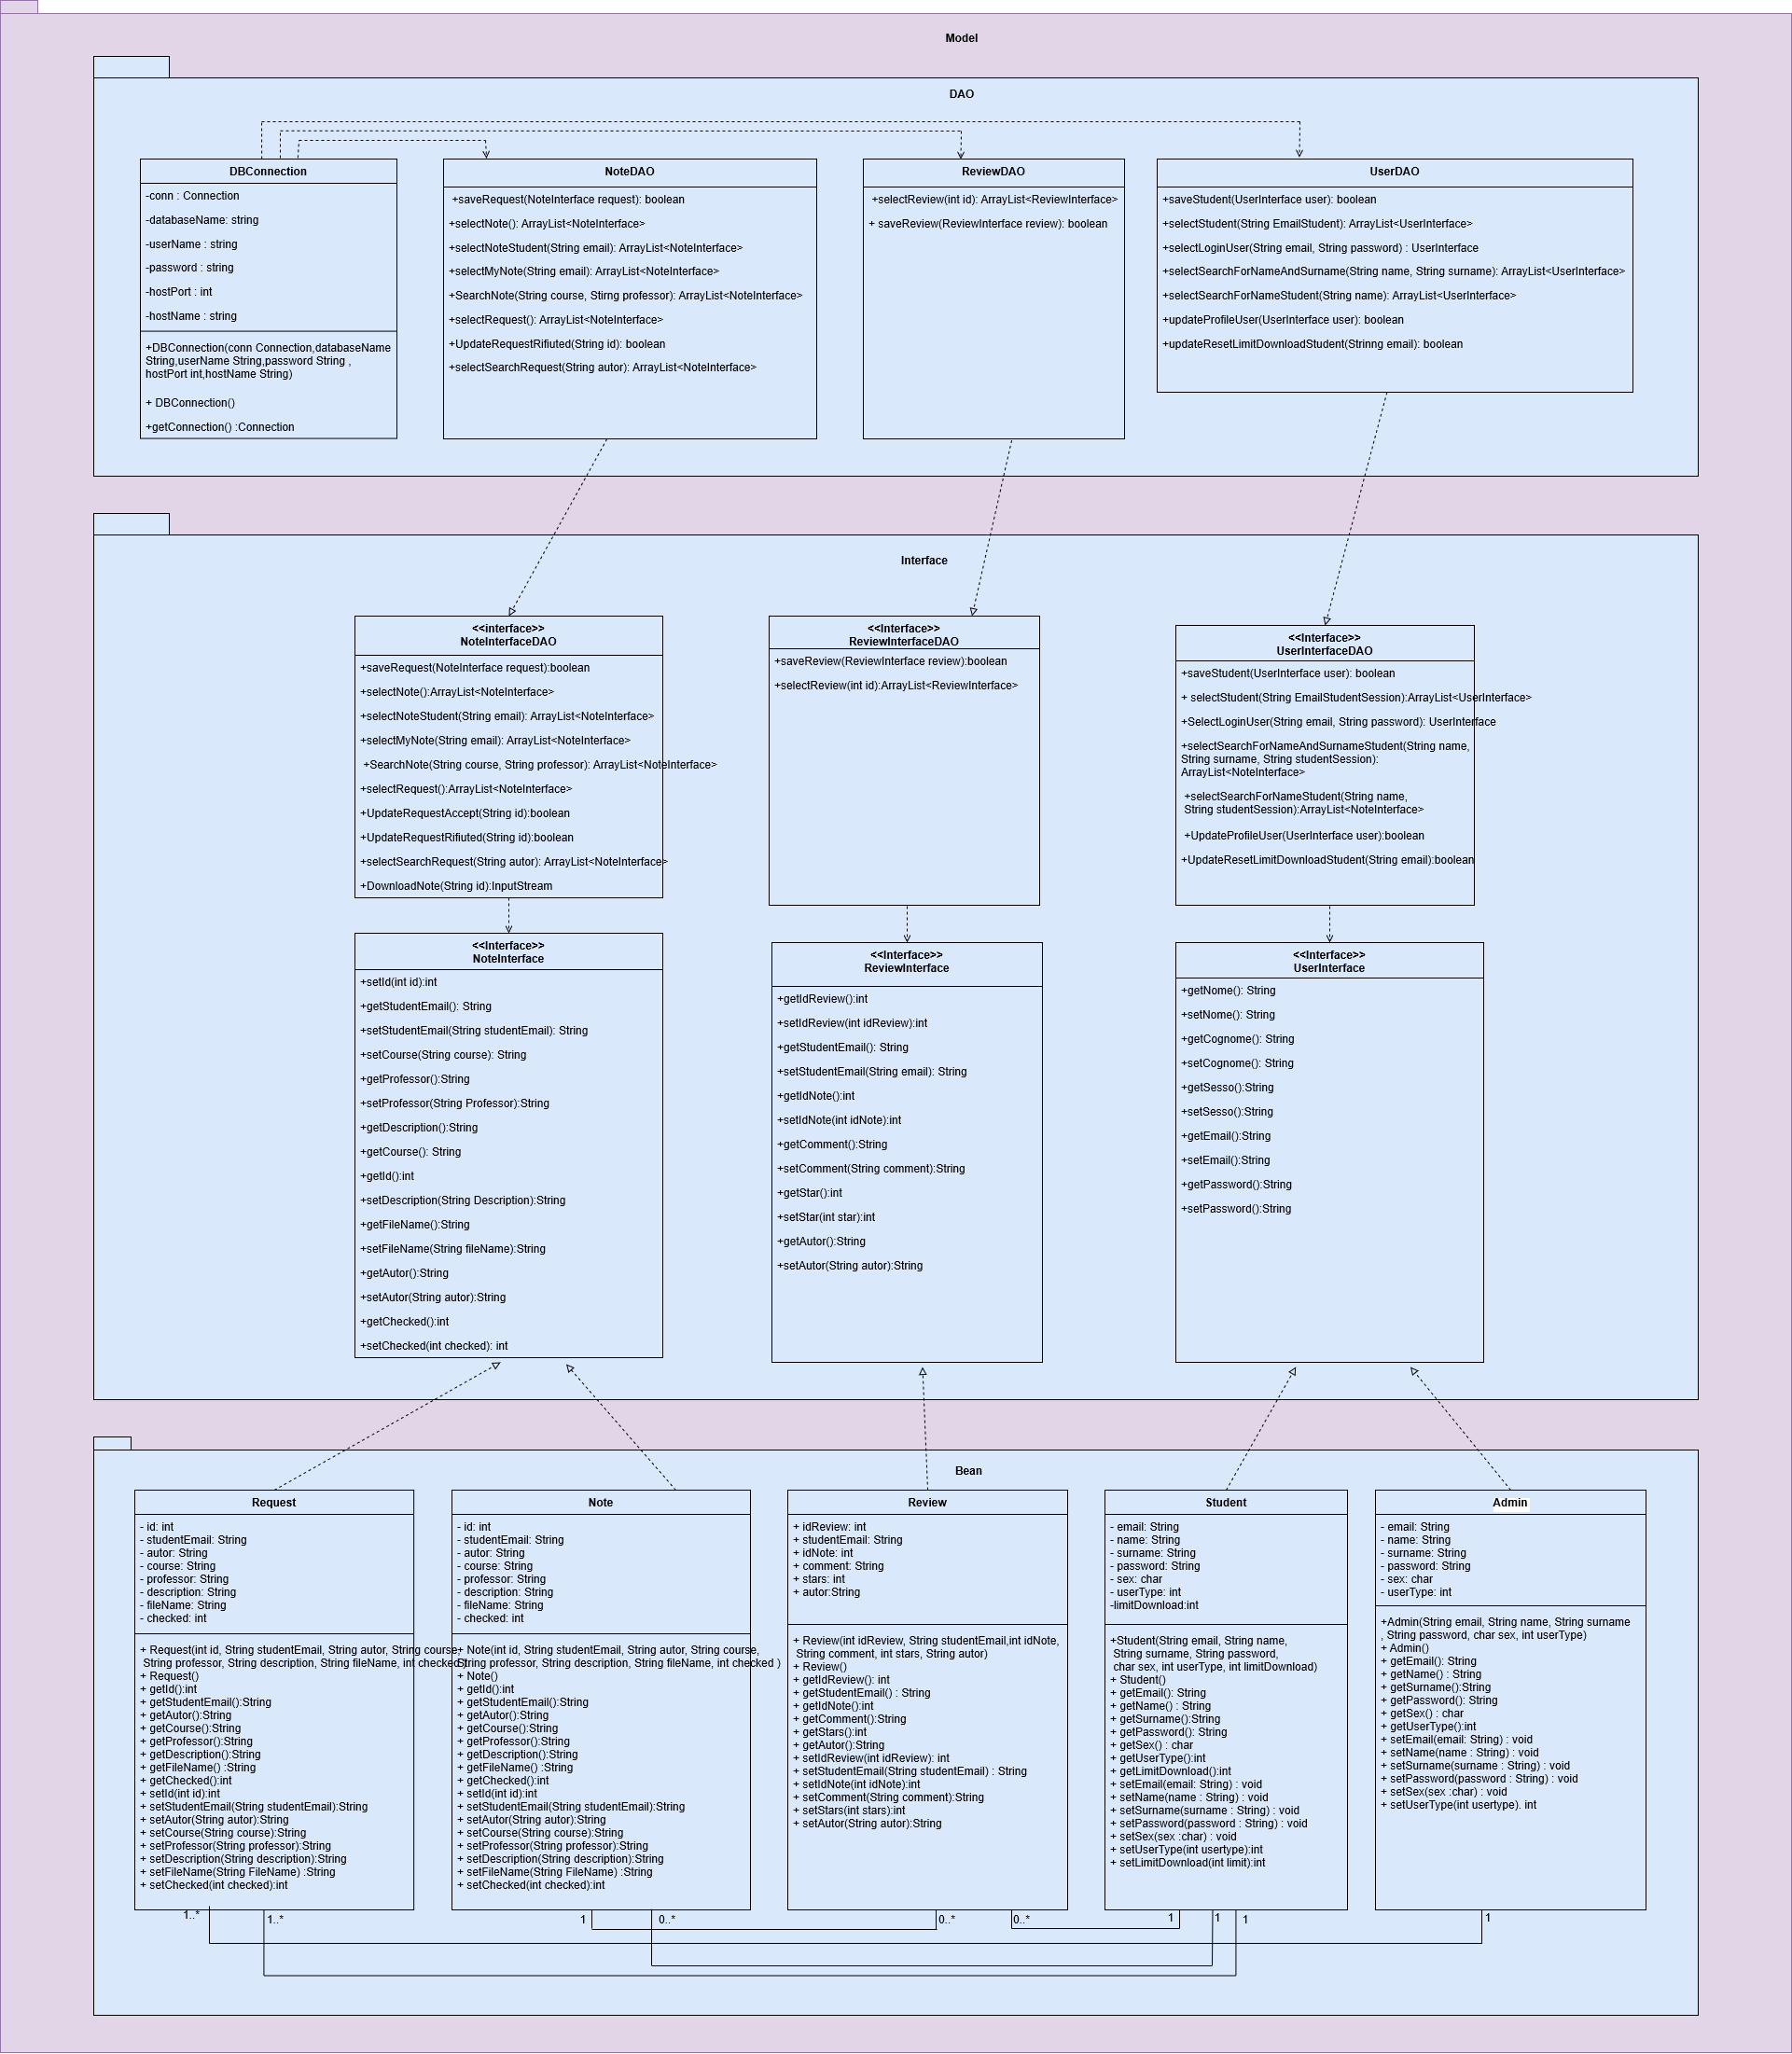 Model
DAO
DBConnection
-conn : Connection
-databaseName: string
-userName : string
-password : string
-hostPort : int
-hostName : string
+DBConnection(conn Connection,databaseName
String,userName String,password String ,
hostPort int,hostName String)
+ DBConnection()
+getConnection() :Connection
NoteDAO
+saveRequest(NoteInterface request): boolean
+selectNote(): ArrayList<NoteInterface>
+selectNoteStudent(String email): ArrayList<NoteInterface>
+selectMyNote(String email): ArrayList<NoteInterface>
+SearchNote(String course, Stirng professor): ArrayList<NoteInterface>
+selectRequest(): ArrayList<NoteInterface>
+UpdateRequestRifiuted(String id): boolean
+selectSearchRequest(String autor): ArrayList<NoteInterface>
ReviewDAO
+selectReview(int id): ArrayList<ReviewInterface>
+ saveReview(ReviewInterface review): boolean
UserDAO
+saveStudent(UserInterface user): boolean
+selectStudent(String EmailStudent): ArrayList<UserInterface>
+selectLoginUser(String email, String password) : UserInterface
+selectSearchForNameAndSurname(String name, String surname): ArrayList<UserInterface>
+selectSearchForNameStudent(String name): ArrayList<UserInterface>
+updateProfileUser(UserInterface user): boolean
+updateResetLimitDownloadStudent(Strinng email): boolean
Interface
<<interface>>
NoteInterfaceDAO
+saveRequest(NoteInterface request):boolean
+selectNote():ArrayList<NoteInterface>
+selectNoteStudent(String email): ArrayList<NoteInterface>
+selectMyNote(String email): ArrayList<NoteInterface>
+SearchNote(String course, String professor): ArrayList<NoteInterface>
+selectRequest():ArrayList<NoteInterface>
+UpdateRequestAccept(String id):boolean
+UpdateRequestRifiuted(String id):boolean
+selectSearchRequest(String autor): ArrayList<NoteInterface>
+DownloadNote(String id):InputStream
<<Interface>>
ReviewInterfaceDAO
+saveReview(ReviewInterface review):boolean
+selectReview(int id):ArrayList<ReviewInterface>
<<Interface>>
UserInterfaceDAO
+saveStudent(UserInterface user): boolean
+ selectStudent(String EmailStudentSession):ArrayList<UserInterface>
+SelectLoginUser(String email, String password): UserInterface
+selectSearchForNameAndSurnameStudent(String name,
String surname, String studentSession):
ArrayList<NoteInterface>
+selectSearchForNameStudent(String name,
String studentSession):ArrayList<NoteInterface>
+UpdateProfileUser(UserInterface user):boolean
+UpdateResetLimitDownloadStudent(String email):boolean
<<Interface>>
NoteInterface
+setId(int id):int
+getStudentEmail(): String
+setStudentEmail(String studentEmail): String
+setCourse(String course): String
+getProfessor():String
+setProfessor(String Professor):String
+getDescription():String
+getCourse(): String
+getId():int
+setDescription(String Description):String
+getFileName():String
+setFileName(String fileName):String
+getAutor():String
+setAutor(String autor):String
+getChecked():int
+setChecked(int checked): int
<<Interface>>
ReviewInterface
+getIdReview():int
+setIdReview(int idReview):int
+getStudentEmail(): String
+setStudentEmail(String email): String
+getIdNote():int
+setIdNote(int idNote):int
+getComment():String
+setComment(String comment):String
+getStar():int
+setStar(int star):int
+getAutor():String
+setAutor(String autor):String
<<Interface>>
UserInterface
+getNome(): String
+setNome(): String
+getCognome(): String
+setCognome(): String
+getSesso():String
+setSesso():String
+getEmail():String
+setEmail():String
+getPassword():String
+setPassword():String
Bean
Request
- id: int
- studentEmail: String
- autor: String
- course: String
- professor: String
- description: String
- fileName: String
- checked: int
+ Request(int id, String studentEmail, String autor, String course,
String professor, String description, String fileName, int checked )
+ Request()
+ getId():int
+ getStudentEmail():String
+ getAutor():String
+ getCourse():String
+ getProfessor():String
+ getDescription():String
+ getFileName() :String
+ getChecked():int
+ setId(int id):int
+ setStudentEmail(String studentEmail):String
+ setAutor(String autor):String
+ setCourse(String course):String
+ setProfessor(String professor):String
+ setDescription(String description):String
+ setFileName(String FileName) :String
+ setChecked(int checked):int
Note
- id: int
- studentEmail: String
- autor: String
- course: String
- professor: String
- description: String
- fileName: String
- checked: int
+ Note(int id, String studentEmail, String autor, String course,
String professor, String description, String fileName, int checked )
+ Note()
+ getId():int
+ getStudentEmail():String
+ getAutor():String
+ getCourse():String
+ getProfessor():String
+ getDescription():String
+ getFileName() :String
+ getChecked():int
+ setId(int id):int
+ setStudentEmail(String studentEmail):String
+ setAutor(String autor):String
+ setCourse(String course):String
+ setProfessor(String professor):String
+ setDescription(String description):String
+ setFileName(String FileName) :String
+ setChecked(int checked):int
Review
+ idReview: int
+ studentEmail: String
+ idNote: int
+ comment: String
+ stars: int
+ autor:String
+ Review(int idReview, String studentEmail,int idNote,
String comment, int stars, String autor)
+ Review()
+ getIdReview(): int
+ getStudentEmail() : String
+ getIdNote():int
+ getComment():String
+ getStars():int
+ getAutor():String
+ setIdReview(int idReview): int
+ setStudentEmail(String studentEmail) : String
+ setIdNote(int idNote):int
+ setComment(String comment):String
+ setStars(int stars):int
+ setAutor(String autor):String
Student
- email: String
- name: String
- surname: String
- password: String
- sex: char
- userType: int
-limitDownload:int
+Student(String email, String name,
String surname, String password,
char sex, int userType, int limitDownload)
+ Student()
+ getEmail(): String
+ getName() : String
+ getSurname():String
+ getPassword(): String
+ getSex() : char
+ getUserType():int
+ getLimitDownload():int
+ setEmail(email: String) : void
+ setName(name : String) : void
+ setSurname(surname : String) : void
+ setPassword(password : String) : void
+ setSex(sex :char) : void
+ setUserType(int usertype):int
+ setLimitDownload(int limit):int
Admin
- email: String
- name: String
- surname: String
- password: String
- sex: char
- userType: int
+Admin(String email, String name, String surname
, String password, char sex, int userType)
+ Admin()
+ getEmail(): String
+ getName() : String
+ getSurname():String
+ getPassword(): String
+ getSex() : char
+ getUserType():int
+ setEmail(email: String) : void
+ setName(name : String) : void
+ setSurname(surname : String) : void
+ setPassword(password : String) : void
+ setSex(sex :char) : void
+ setUserType(int usertype). int
1..*
1..*
1
0..*
0..*
0..*
1
1
1
1